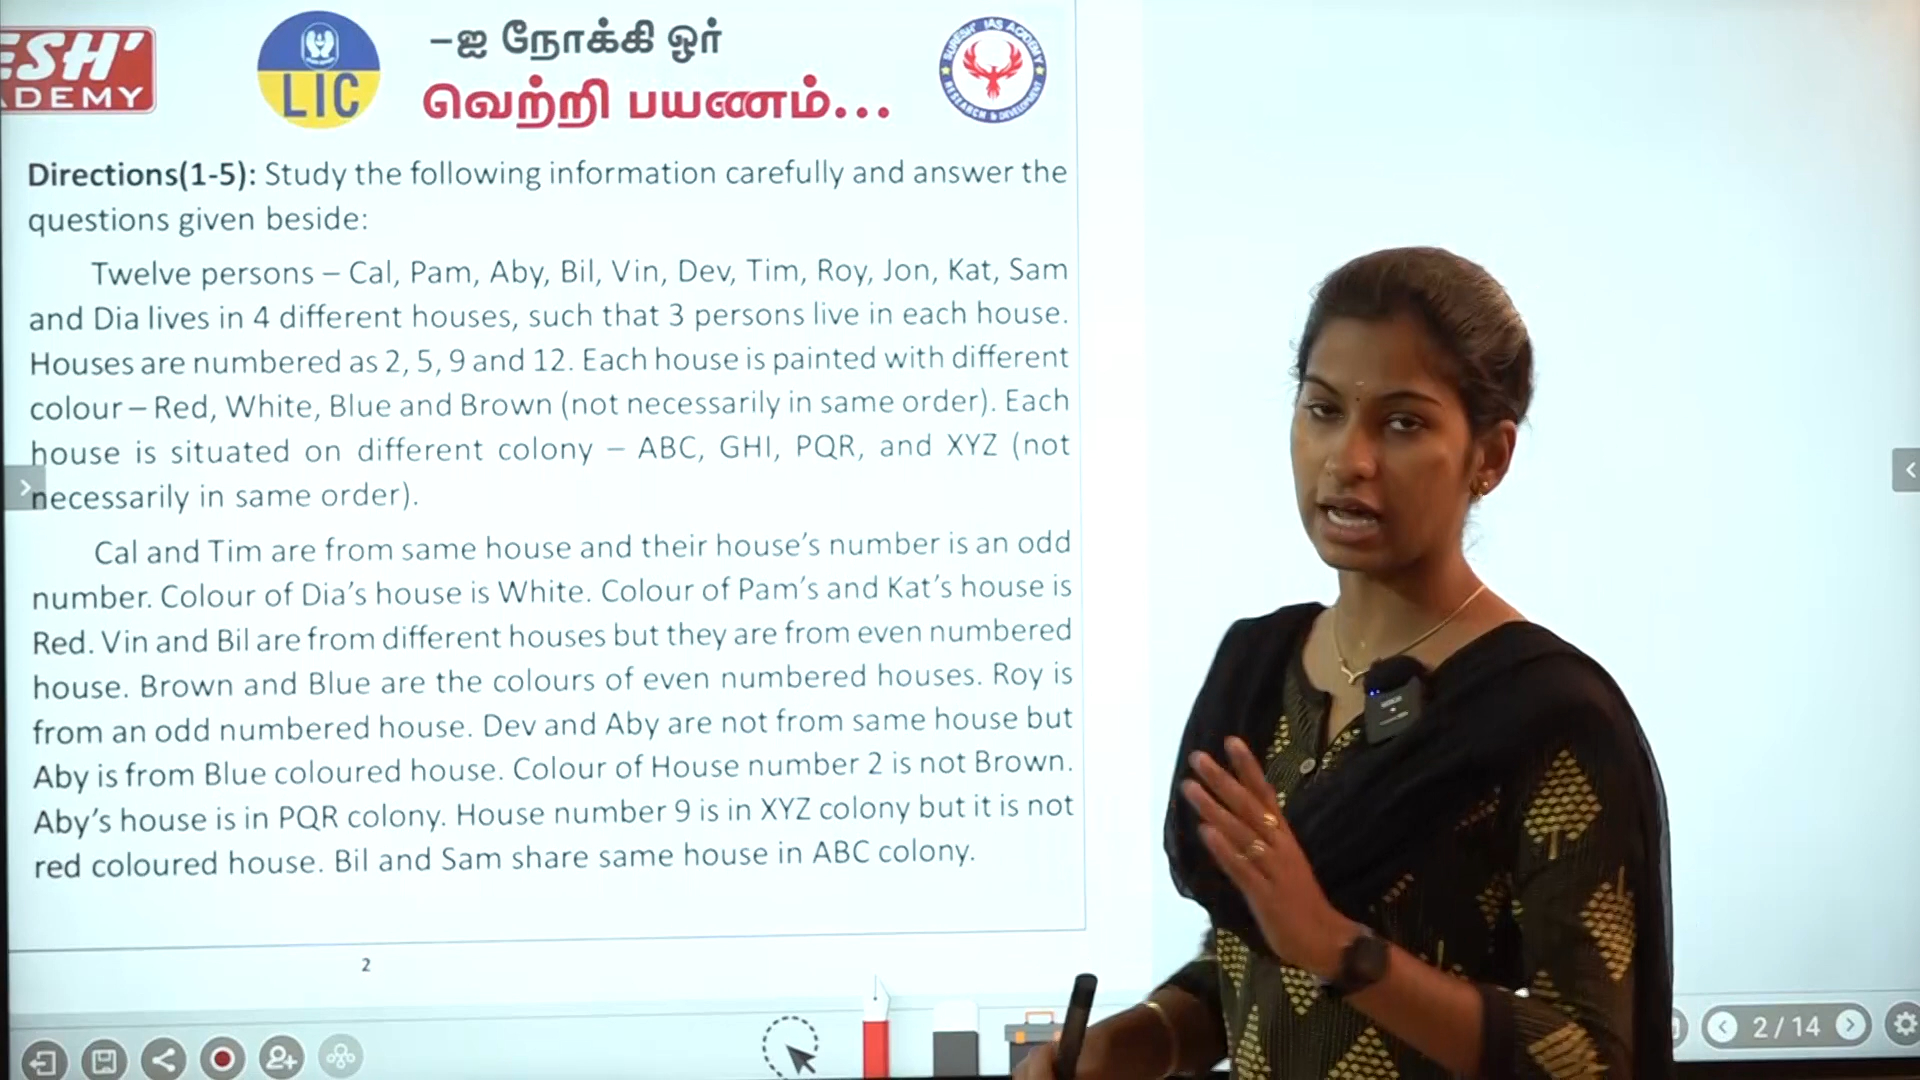 ESH'
ADEMY
LIC
–ஐ நோக்கி ஓர்
வெற்றி பயணம்...
SURESH' IAS ACADEMY
RESEARCH & DEVELOPMENT
Directions(1-5): Study the following information carefully and answer the
questions given beside:
Twelve persons – Cal, Pam, Aby, Bil, Vin, Dev, Tim, Roy, Jon, Kat, Sam
and Dia lives in 4 different houses, such that 3 persons live in each house.
Houses are numbered as 2, 5, 9 and 12. Each house is painted with different
colour – Red, White, Blue and Brown (not necessarily in same order). Each
house is situated on different colony – ABC, GHI, PQR, and XYZ (not
necessarily in same order).
Cal and Tim are from same house and their house's number is an odd
number. Colour of Dia's house is White. Colour of Pam's and Kat's house is
Red. Vin and Bil are from different houses but they are from even numbered
house. Brown and Blue are the colours of even numbered houses. Roy is
from an odd numbered house. Dev and Aby are not from same house but
Aby is from Blue coloured house. Colour of House number 2 is not Brown.
Aby's house is in PQR colony. House number 9 is in XYZ colony but it is not
red coloured house. Bil and Sam share same house in ABC colony.
2
2 / 14